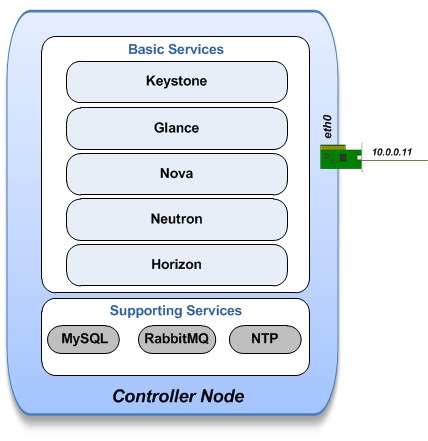 Basic Services
Keystone
Glance
Nova
Neutron
Horizon
eth0
10.0.0.11
Supporting Services
MySQL RabbitMQ NTP
Controller Node